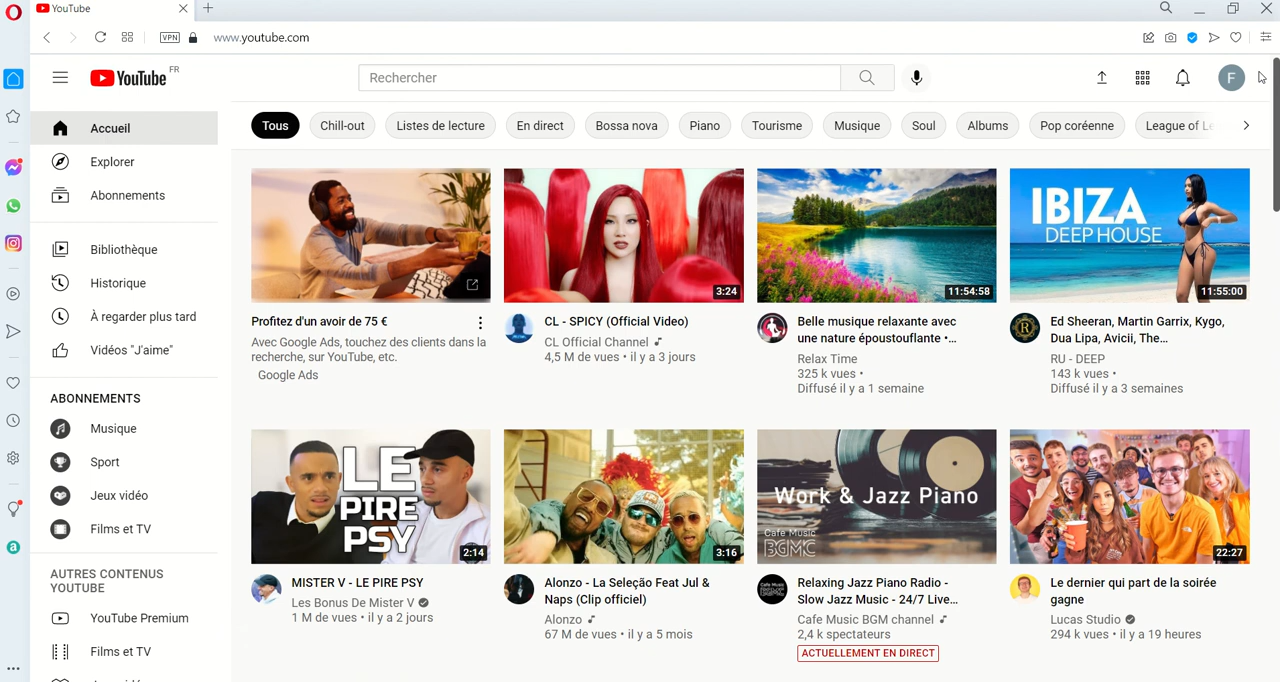 YouTube
VPN
www.youtube.com
YouTube FR
Rechercher
F
Accueil
Explorer
Abonnements
Bibliothèque
Historique
À regarder plus tard
Vidéos "J'aime"
ABONNEMENTS
Musique
Sport
Jeux vidéo
Films et TV
AUTRES CONTENUS
YOUTUBE
YouTube Premium
Films et TV
Tous
Chill-out
Listes de lecture
En direct
Bossa nova
Piano
Tourisme
Musique
Soul
Albums
Pop coréenne
League of Le
Profitez d'un avoir de 75 €
Avec Google Ads, touchez des clients dans la
recherche, sur YouTube, etc.
Google Ads
3:24
CL - SPICY (Official Video)
CL Official Channel
4,5 M de vues • il y a 3 jours
11:54:58
Belle musique relaxante avec
une nature époustouflante •...
Relax Time
325 k vues •
Diffusé il y a 1 semaine
IBIZA
DEEP HOUSE
11:55:00
R
Ed Sheeran, Martin Garrix, Kygo,
Dua Lipa, Avicii, The...
RU - DEEP
143 k vues •
Diffusé il y a 3 semaines
LE
PIRE
PSY
2:14
MISTER V - LE PIRE PSY
Les Bonus De Mister V
1 M de vues • il y a 2 jours
3:16
Alonzo - La Seleção Feat Jul &
Naps (Clip officiel)
Alonzo
67 M de vues • il y a 5 mois
Work & Jazz Piano
Cafe Music
BGMC
Relaxing Jazz Piano Radio -
Slow Jazz Music - 24/7 Live...
Cafe Music BGM channel
2,4 k spectateurs
ACTUELLEMENT EN DIRECT
22:27
Le dernier qui part de la soirée
gagne
Lucas Studio
294 k vues • il y a 19 heures